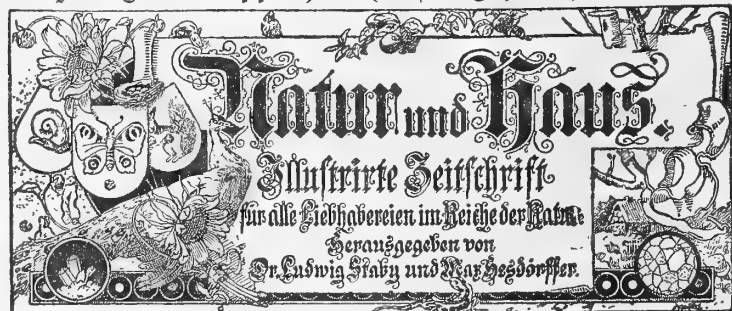 Natur und Haus.
Illustrirte Zeitschrift
für alle Liebhabereien im Reiche der Natur.
Herausgegeben von
Dr. Ludwig Staby und Max Hesdörffer.